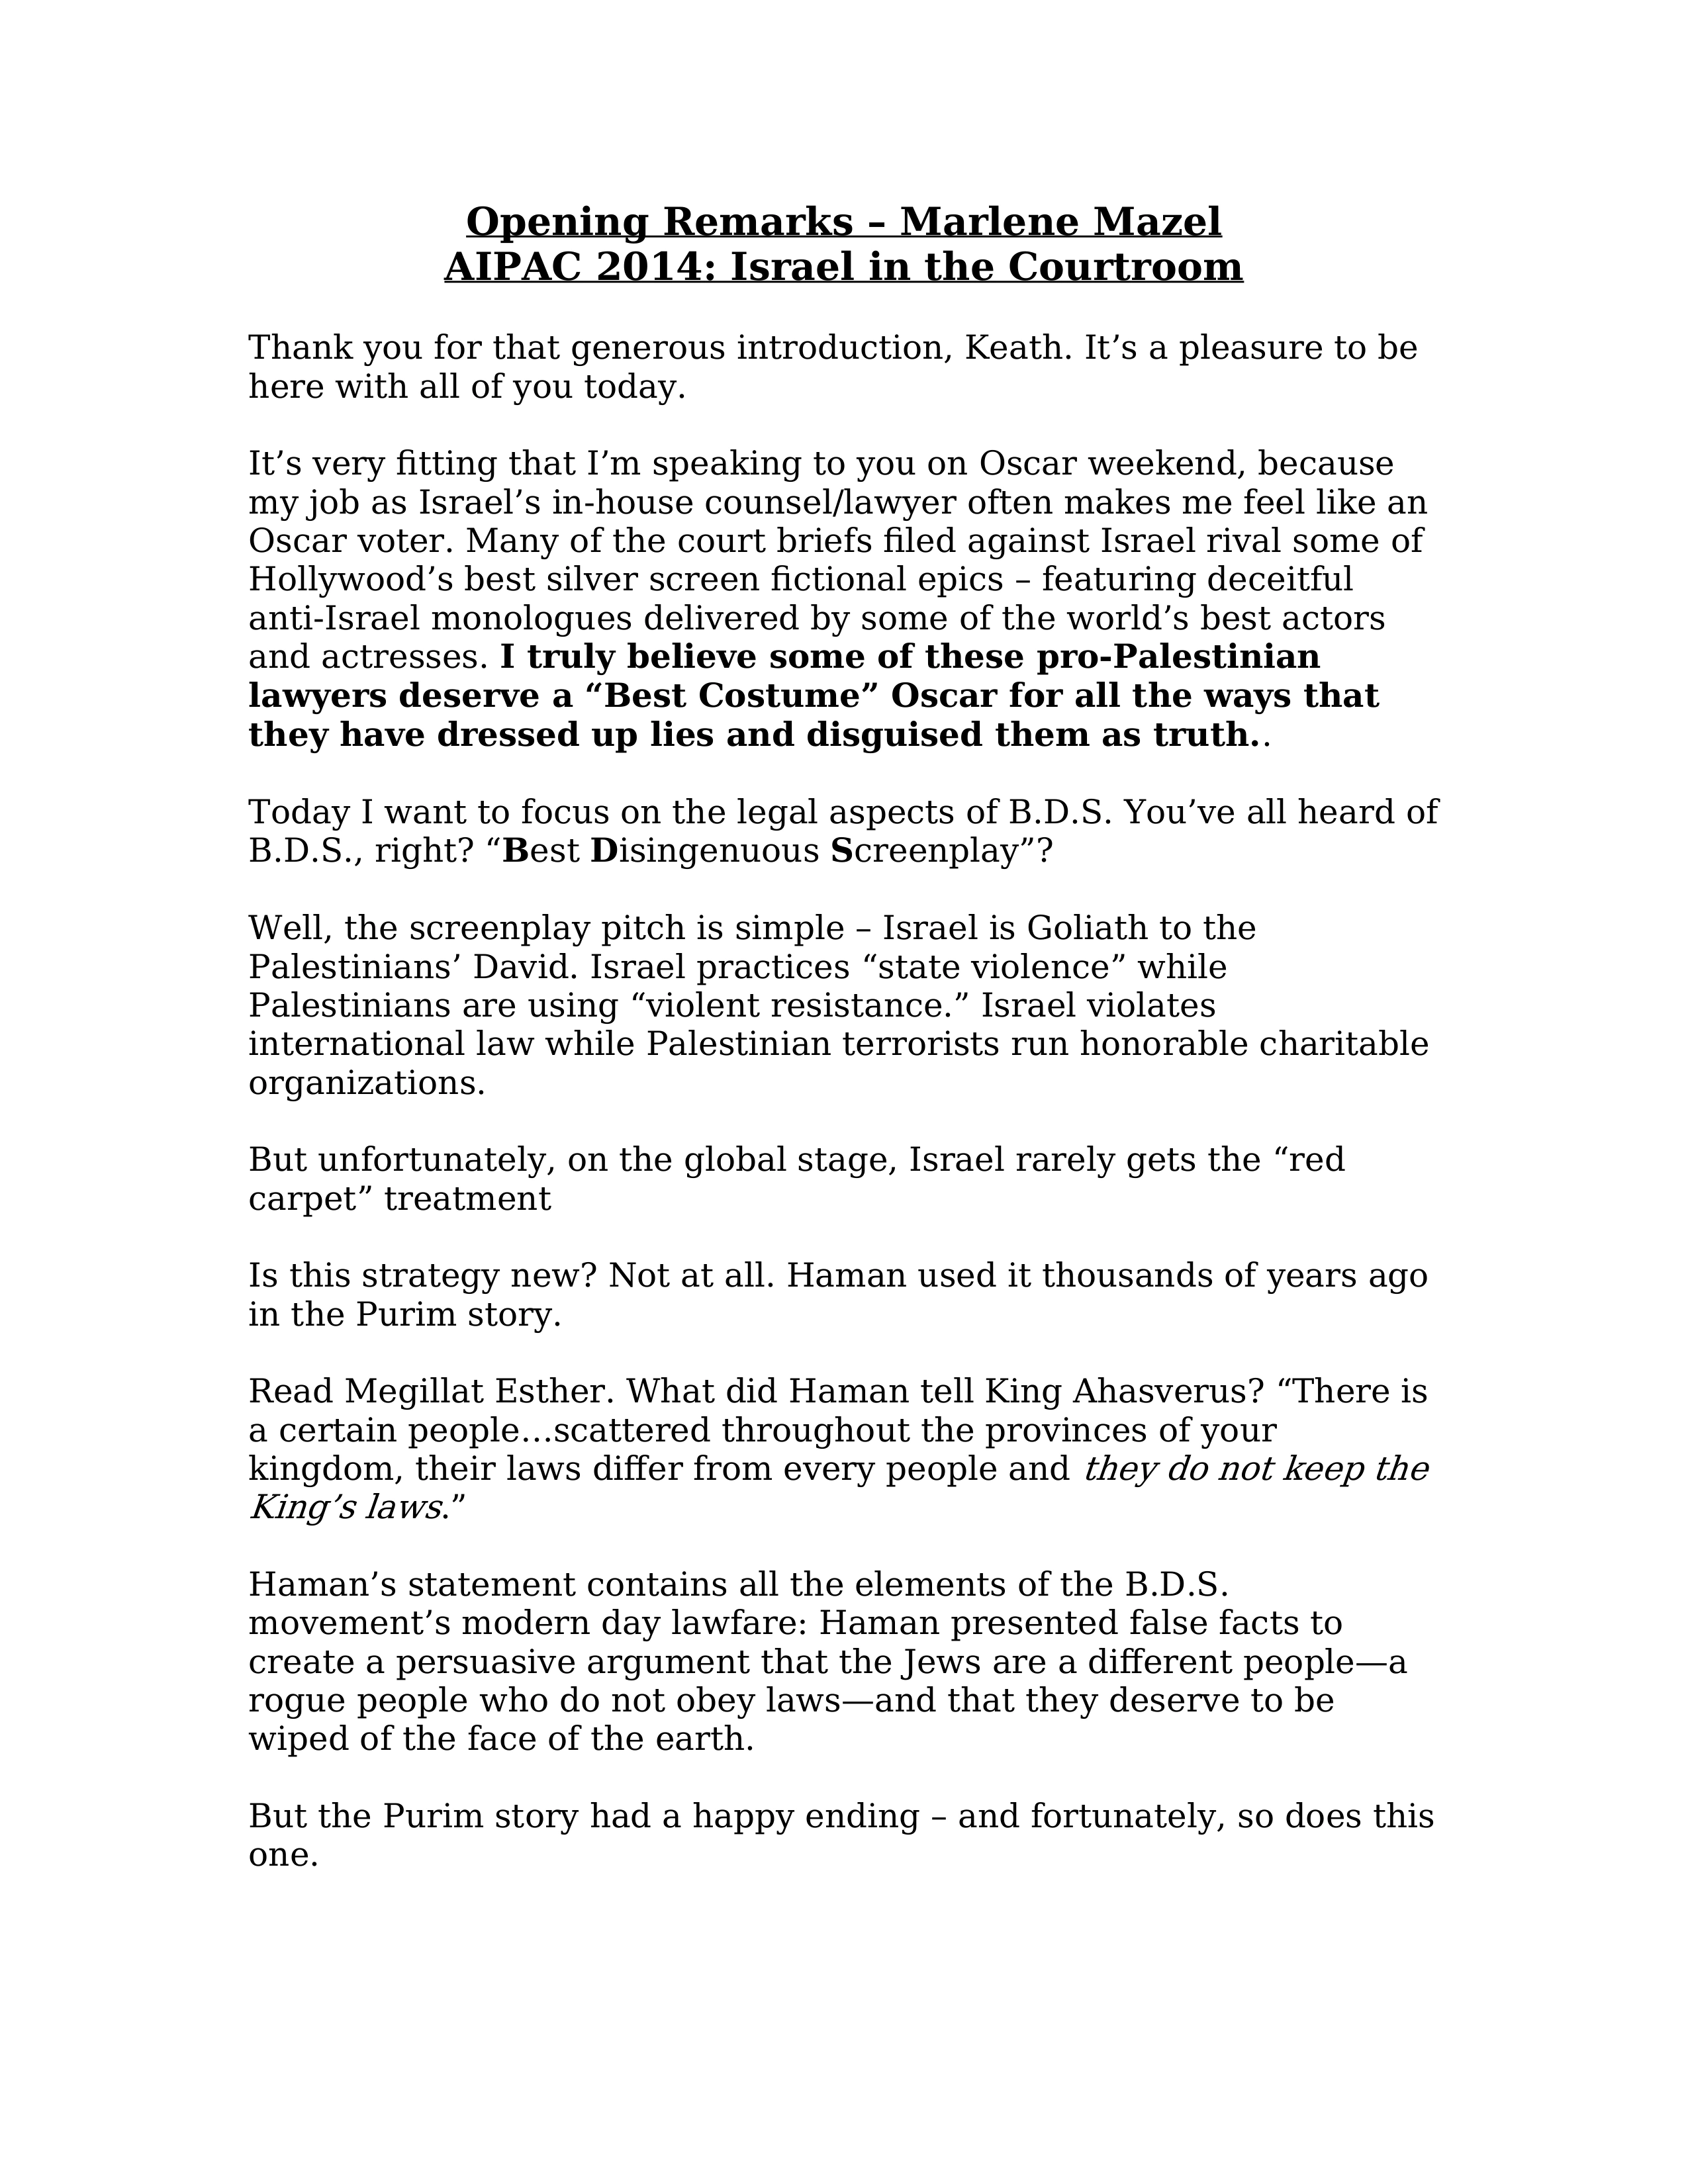 Opening Remarks – Marlene Mazel
AIPAC 2014: Israel in the Courtroom
Thank you for that generous introduction, Keath. It’s a pleasure to be
here with all of you today.
It’s very fitting that I’m speaking to you on Oscar weekend, because
my job as Israel’s in-house counsel/lawyer often makes me feel like an
Oscar voter. Many of the court briefs filed against Israel rival some of
Hollywood’s best silver screen fictional epics – featuring deceitful
anti-Israel monologues delivered by some of the world’s best actors
and actresses. I truly believe some of these pro-Palestinian
lawyers deserve a “Best Costume” Oscar for all the ways that
they have dressed up lies and disguised them as truth..
Today I want to focus on the legal aspects of B.D.S. You’ve all heard of
B.D.S., right? “Best Disingenuous Screenplay”?
Well, the screenplay pitch is simple – Israel is Goliath to the
Palestinians’ David. Israel practices “state violence” while
Palestinians are using “violent resistance.” Israel violates
international law while Palestinian terrorists run honorable charitable
organizations.
But unfortunately, on the global stage, Israel rarely gets the “red
carpet” treatment
Is this strategy new? Not at all. Haman used it thousands of years ago
in the Purim story.
Read Megillat Esther. What did Haman tell King Ahasverus? “There is
a certain people…scattered throughout the provinces of your
kingdom, their laws differ from every people and they do not keep the
King’s laws.”
Haman’s statement contains all the elements of the B.D.S.
movement’s modern day lawfare: Haman presented false facts to
create a persuasive argument that the Jews are a different people—a
rogue people who do not obey laws—and that they deserve to be
wiped of the face of the earth.
But the Purim story had a happy ending – and fortunately, so does this
one.